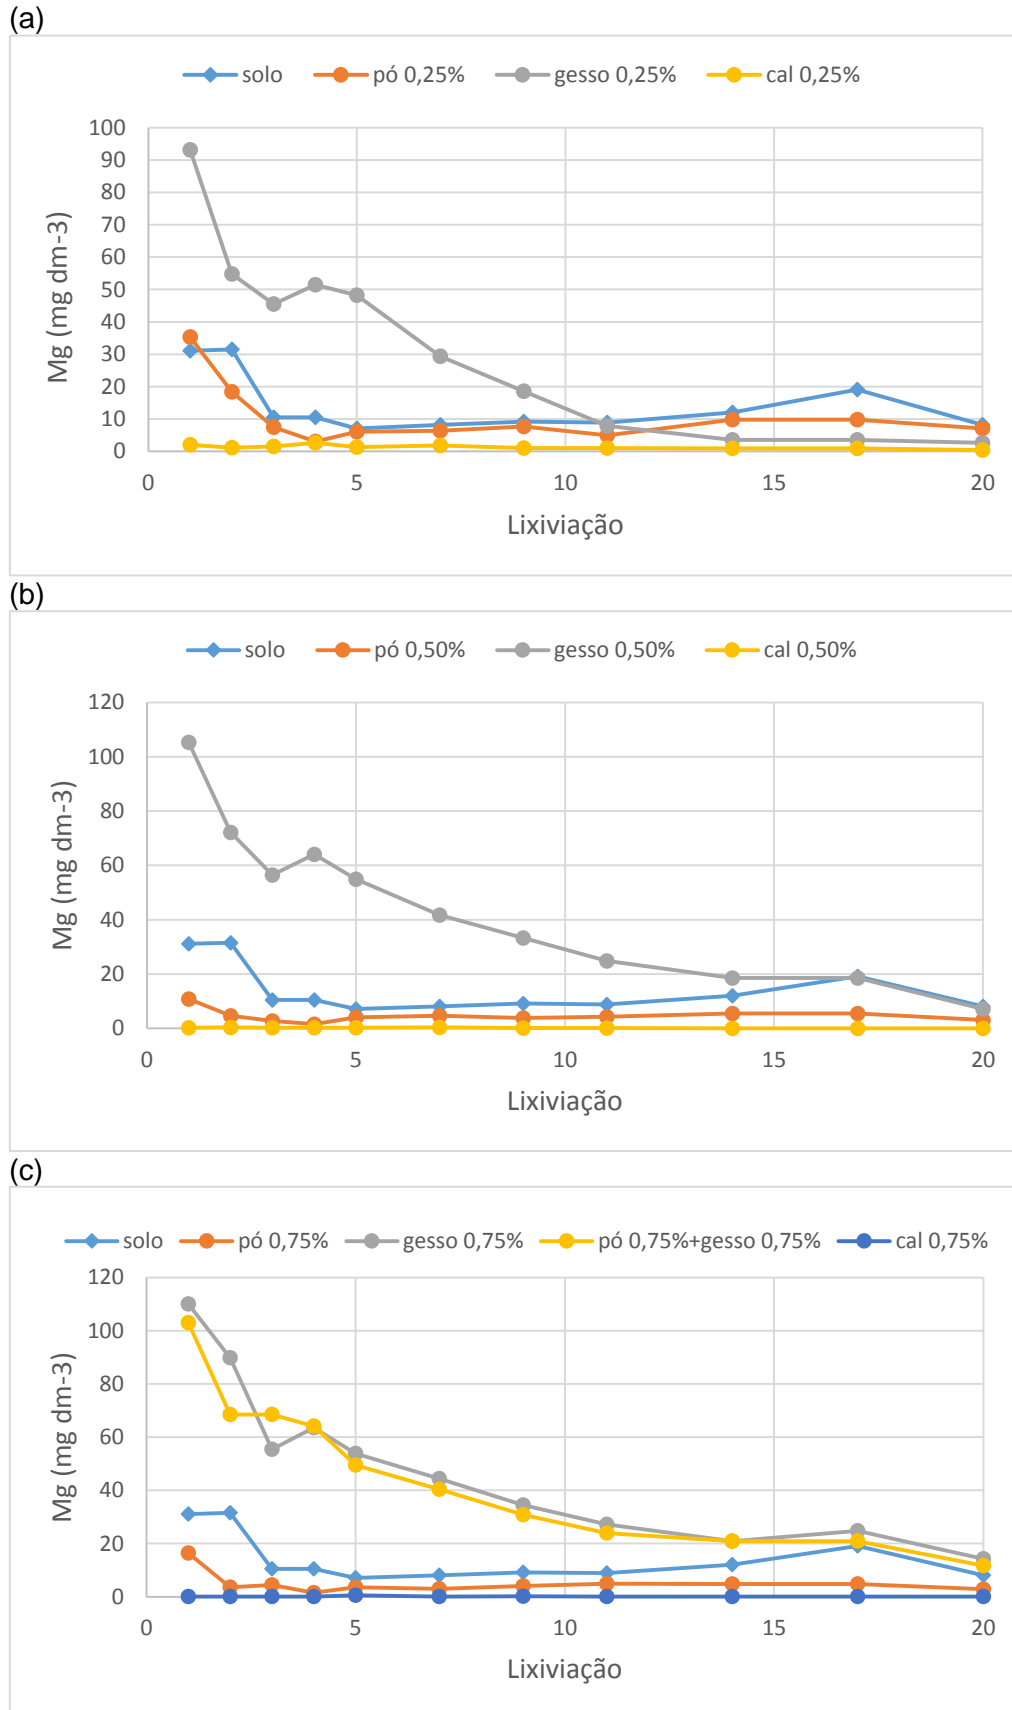 (a)
solo pó 0,25% gesso 0,25% cal 0,25%
100
90
80
70
60
50
40
30
20
10
0
Mg (mg dm-3)
0 5 10 15 20
Lixiviação
(b)
solo pó 0,50% gesso 0,50% cal 0,50%
120
100
80
60
40
20
0
Mg (mg dm-3)
0 5 10 15 20
Lixiviação
(c)
solo pó 0,75% gesso 0,75% pó 0,75%+gesso 0,75% cal 0,75%
120
100
80
60
40
20
0
Mg (mg dm-3)
0 5 10 15 20
Lixiviação